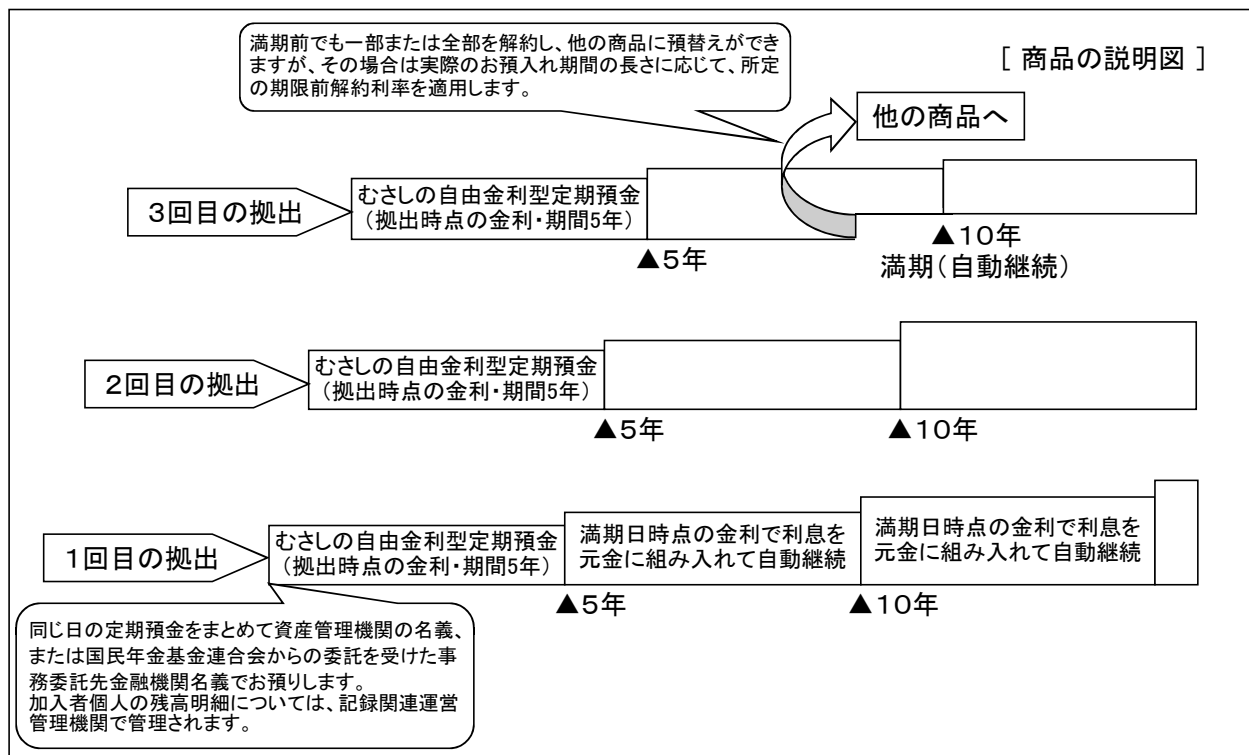 満期前でも一部または全部を解約し、他の商品に預替えができ
ますが、その場合は実際のお預入れ期間の長さに応じて、所定
の期限前解約利率を適用します。
[ 商品の説明図 ]
他の商品へ
3回目の拠出
むさしの自由金利型定期預金
(拠出時点の金利・期間5年)
▲5年
▲10年
満期(自動継続)
2回目の拠出
むさしの自由金利型定期預金
(拠出時点の金利・期間5年)
▲5年
▲10年
1回目の拠出
むさしの自由金利型定期預金
(拠出時点の金利・期間5年)
満期日時点の金利で利息を
元金に組み入れて自動継続
満期日時点の金利で利息を
元金に組み入れて自動継続
▲5年
▲10年
同じ日の定期預金をまとめて資産管理機関の名義、
または国民年金基金連合会からの委託を受けた事
務委託先金融機関名義でお預りします。
加入者個人の残高明細については、記録関連運営
管理機関で管理されます。